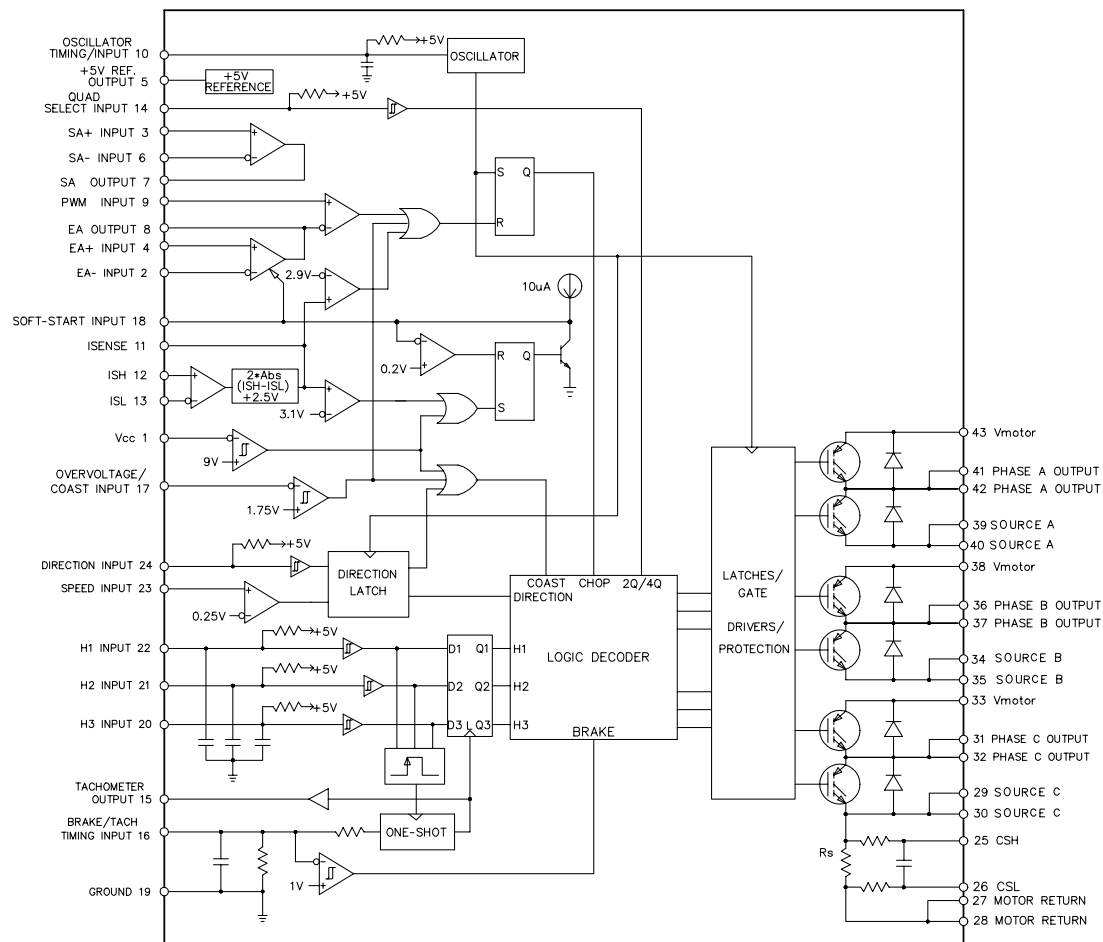 OSCILLATOR
TIMING/INPUT 10
+5V
OSCILLATOR
+5V REF.
OUTPUT 5
+5V
REFERENCE
QUAD
SELECT INPUT 14
+5V
SA+ INPUT 3
SA- INPUT 6
SA OUTPUT 7
PWM INPUT 9
EA OUTPUT 8
EA+ INPUT 4
EA- INPUT 2
+
+
+
+
2.9V
+
S Q
R
10uA
SOFT-START INPUT 18
ISENSE 11
ISH 12
ISL 13
+
2*Abs
(ISH-ISL)
+2.5V
+
3.1V
0.2V
+
R Q
S
Vcc 1
9V
+
OVERVOLTAGE/
COAST INPUT 17
1.75V
+
DIRECTION INPUT 24
+5V
SPEED INPUT 23
+
0.25V
DIRECTION
LATCH
COAST CHOP 2Q/4Q
DIRECTION
LOGIC DECODER
H1
H2
H3
BRAKE
H1 INPUT 22
+5V
H2 INPUT 21
+5V
H3 INPUT 20
+5V
D1 Q1
D2 Q2
D3 L Q3
TACHOMETER
OUTPUT 15
BRAKE/TACH
TIMING INPUT 16
ONE-SHOT
1V
+
GROUND 19
LATCHES/
GATE
DRIVERS/
PROTECTION
43 Vmotor
41 PHASE A OUTPUT
42 PHASE A OUTPUT
39 SOURCE A
40 SOURCE A
38 Vmotor
36 PHASE B OUTPUT
37 PHASE B OUTPUT
34 SOURCE B
35 SOURCE B
33 Vmotor
31 PHASE C OUTPUT
32 PHASE C OUTPUT
29 SOURCE C
30 SOURCE C
Rs
25 CSH
26 CSL
27 MOTOR RETURN
28 MOTOR RETURN